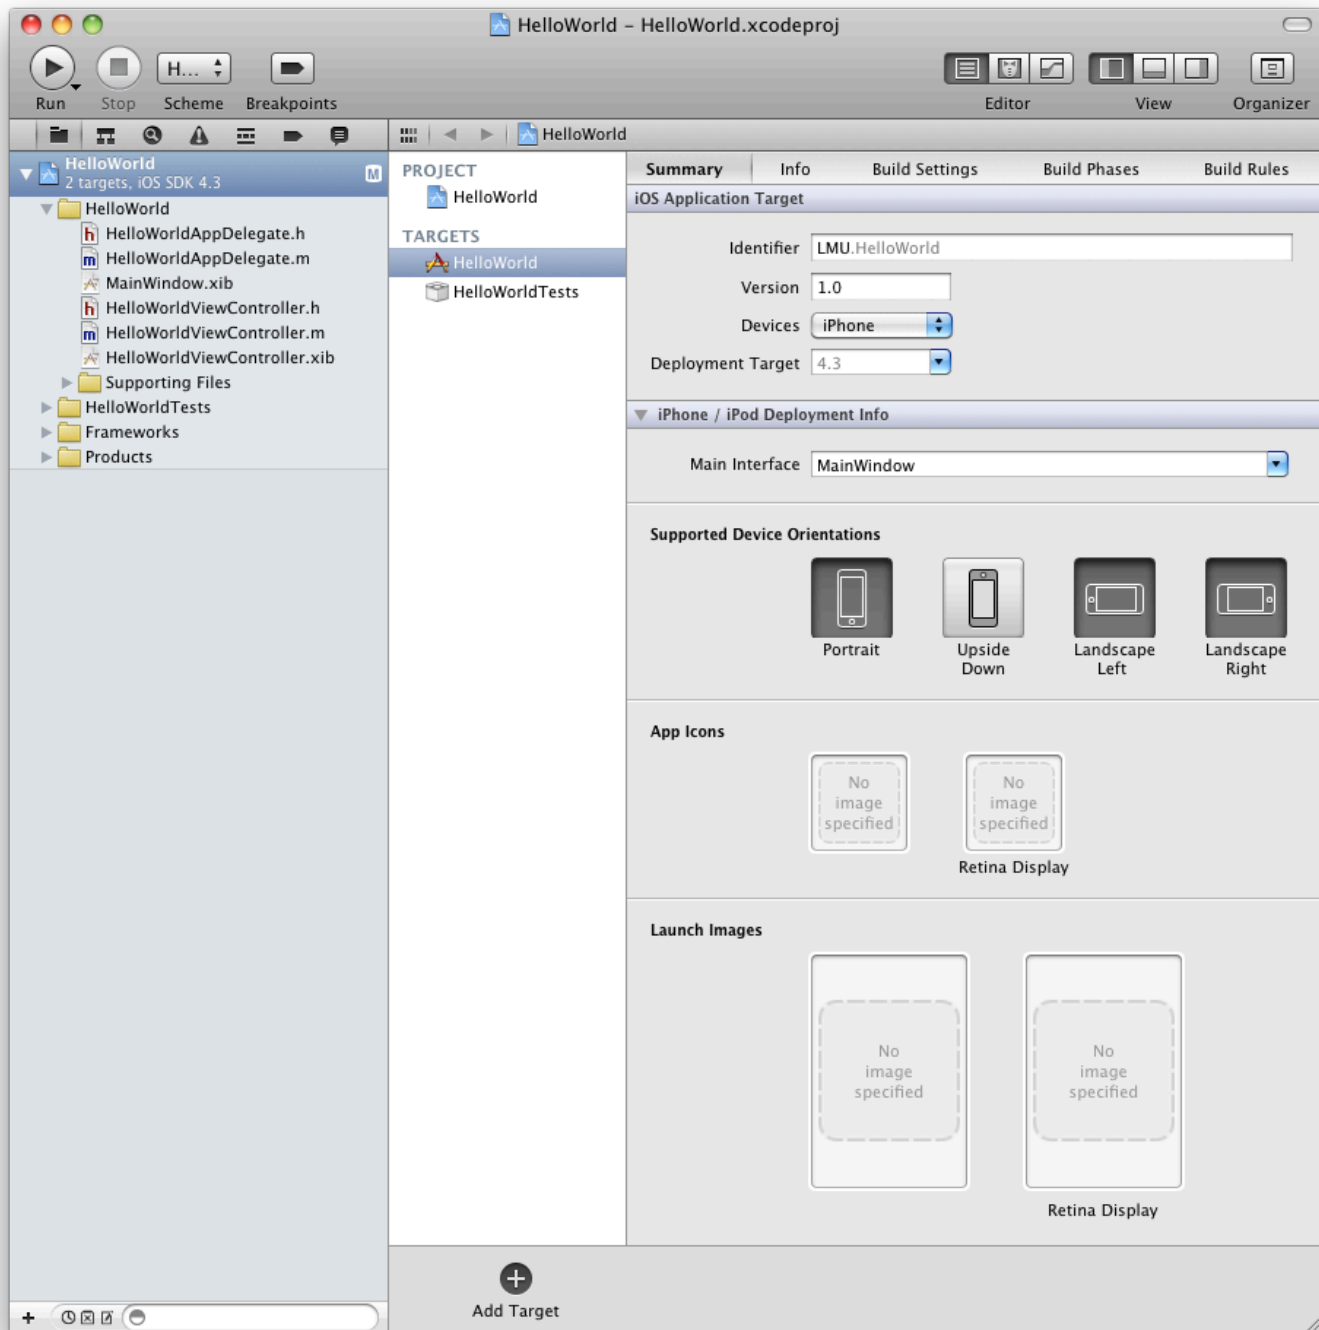 HelloWorld – HelloWorld.xcodeproj
H...
Run Stop Scheme Breakpoints Editor View Organizer
HelloWorld
HelloWorld
2 targets, iOS SDK 4.3
M
HelloWorld
HelloWorldAppDelegate.h
HelloWorldAppDelegate.m
MainWindow.xib
HelloWorldViewController.h
HelloWorldViewController.m
HelloWorldViewController.xib
Supporting Files
HelloWorldTests
Frameworks
Products
PROJECT
HelloWorld
TARGETS
HelloWorld
HelloWorldTests
Summary Info Build Settings Build Phases Build Rules
iOS Application Target
Identifier LMU.HelloWorld
Version 1.0
Devices iPhone
Deployment Target 4.3
iPhone / iPod Deployment Info
Main Interface MainWindow
Supported Device Orientations
Portrait
Upside
Down
Landscape
Left
Landscape
Right
App Icons
No
image
specified
No
image
specified
Retina Display
Launch Images
No
image
specified
No
image
specified
Retina Display
Add Target